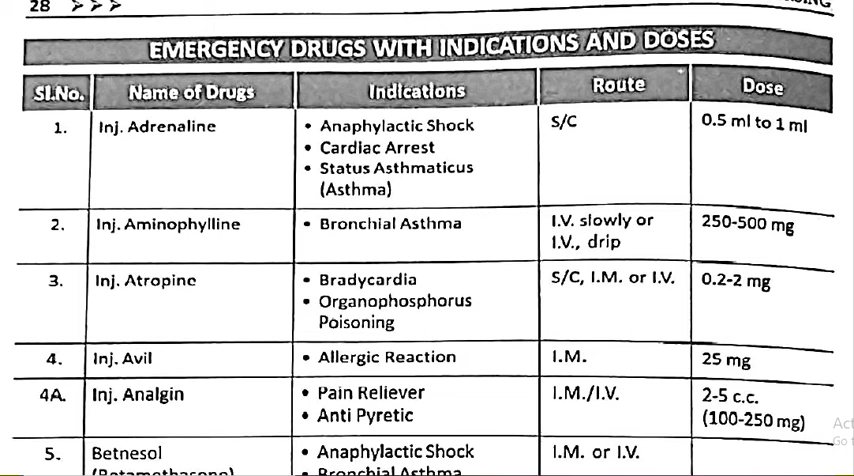 28 ➤ ➤ ➤
EMERGENCY DRUGS WITH INDICATIONS AND DOSES
Sl.No. Name of Drugs Indications Route Dose
1. Inj. Adrenaline • Anaphylactic Shock S/C 0.5 ml to 1 ml
• Cardiac Arrest
• Status Asthmaticus
(Asthma)
2. Inj. Aminophylline • Bronchial Asthma I.V. slowly or 250-500 mg
I.V., drip
3. Inj. Atropine • Bradycardia S/C, I.M. or I.V. 0.2-2 mg
• Organophosphorus
Poisoning
4. Inj. Avil • Allergic Reaction I.M. 25 mg
4A. Inj. Analgin • Pain Reliever I.M./I.V. 2-5 c.c.
• Anti Pyretic (100-250 mg)
5. Betnesol • Anaphylactic Shock I.M. or I.V.
(Betamethasone) • Bronchial Asthma